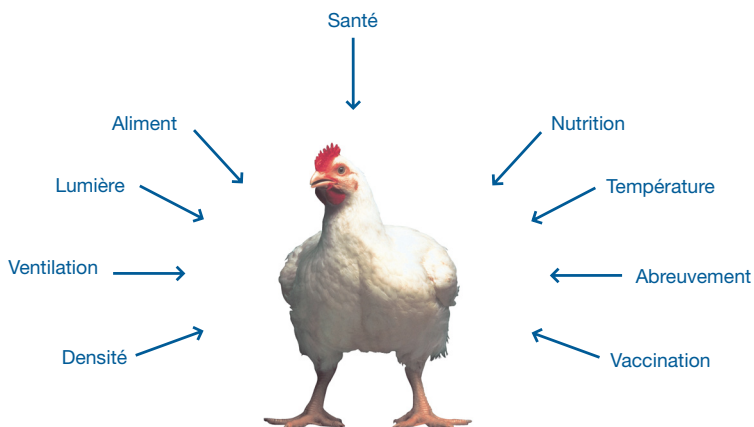 Santé
Aliment
Nutrition
Lumière
Température
Ventilation
Abreuvement
Densité
Vaccination